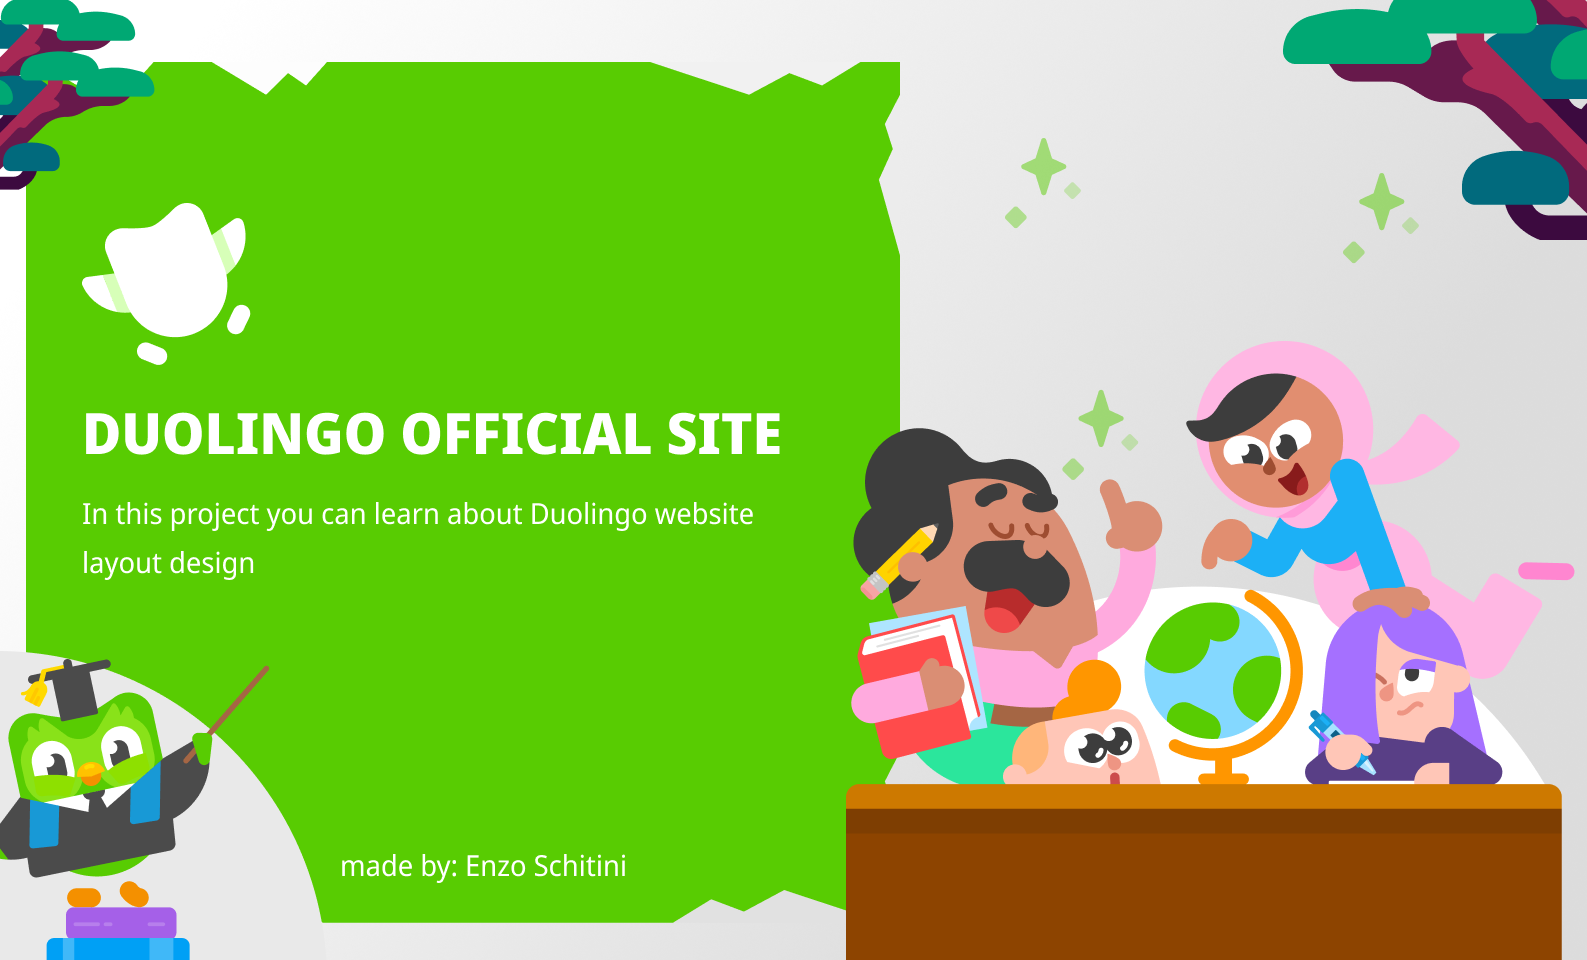 DUOLINGO OFFICIAL SITE
In this project you can learn about Duolingo website
layout design
made by: Enzo Schitini